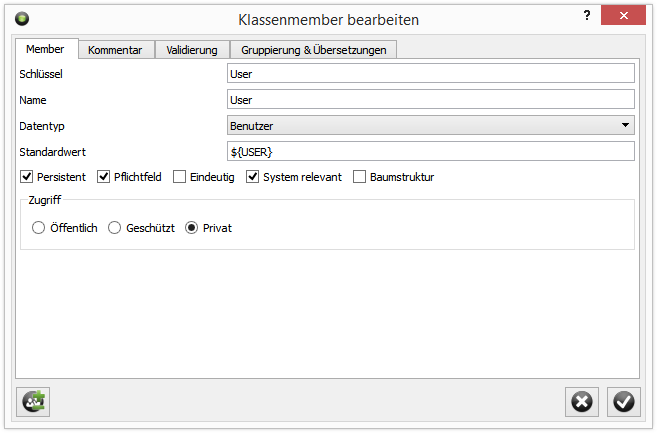 Klassenmember bearbeiten
?
Member Kommentar Validierung Gruppierung & Übersetzungen
Schlüssel User
Name User
Datentyp Benutzer
Standardwert ${USER}
Persistent Pflichtfeld Eindeutig System relevant Baumstruktur
Zugriff
Öffentlich Geschützt Privat